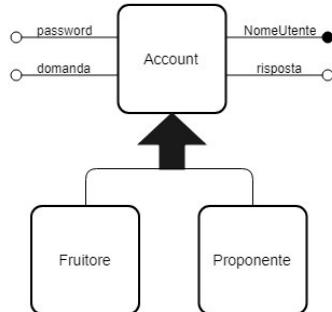 password
NomeUtente
Account
domanda
risposta
Fruitore
Proponente